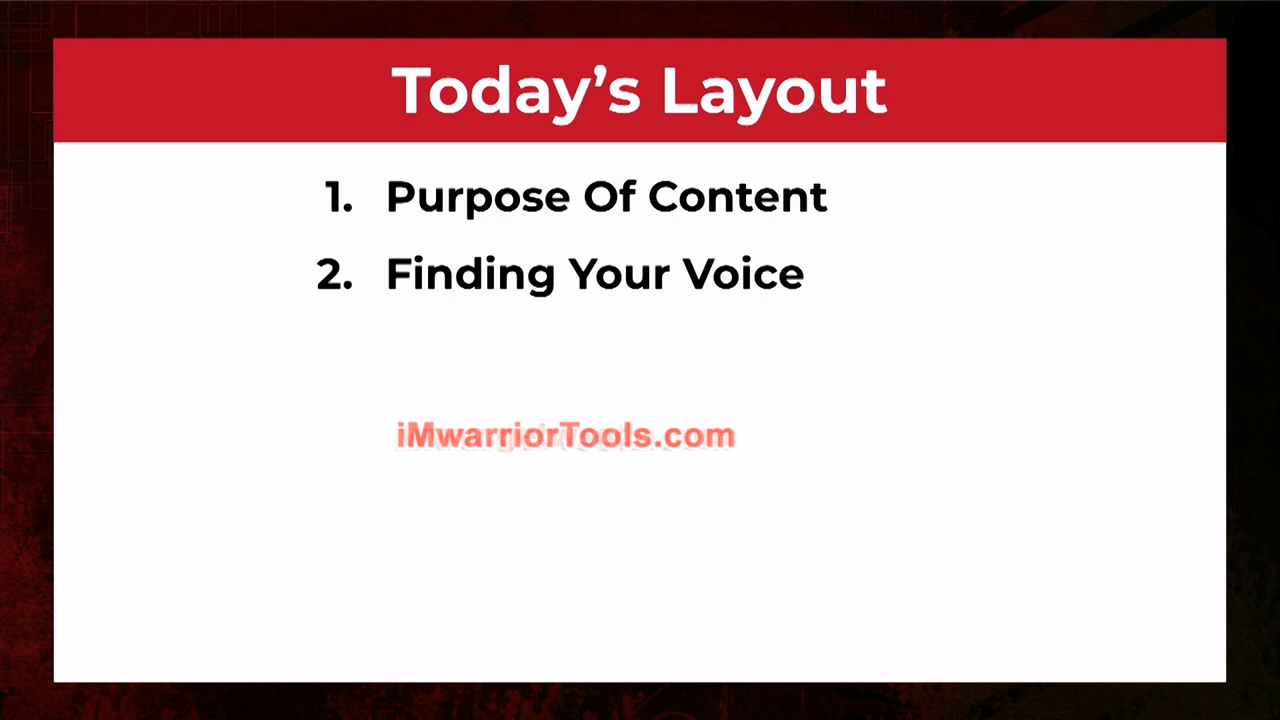 Today’s Layout
1. Purpose Of Content
2. Finding Your Voice
iMwarriorTools.com